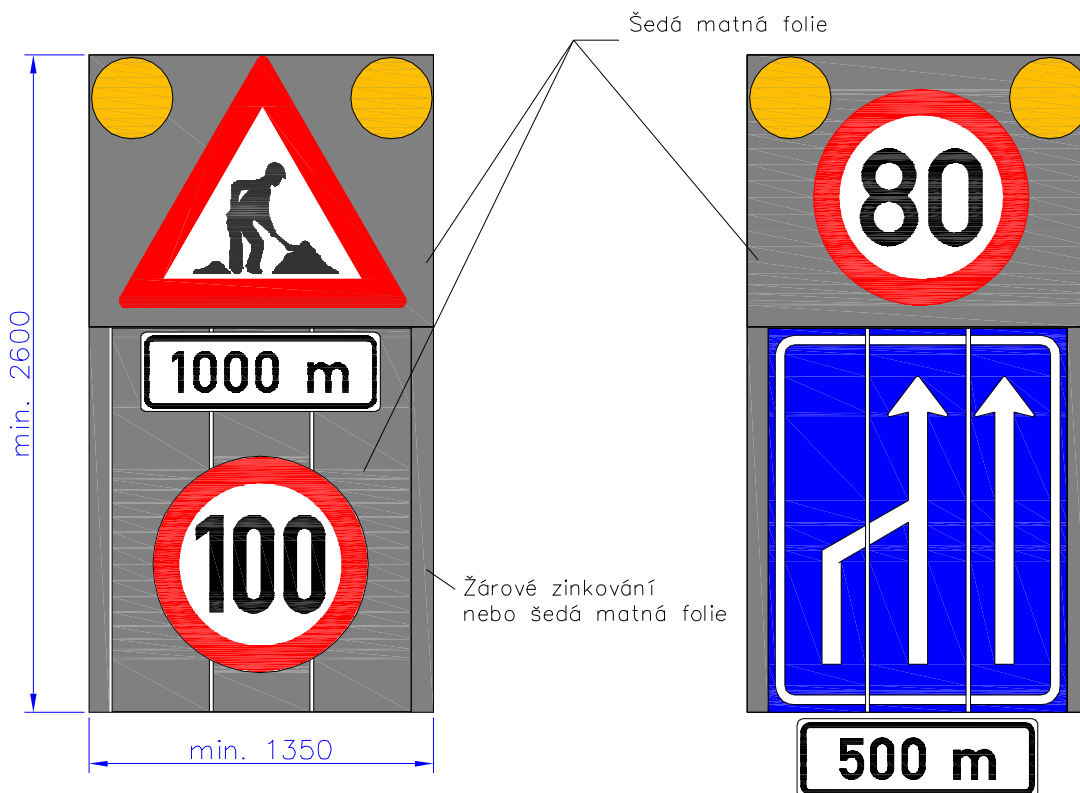 Šedá matná folie
80
min. 2600
1000 m
100
Žárové zinkování
nebo šedá matná folie
min. 1350
500 m